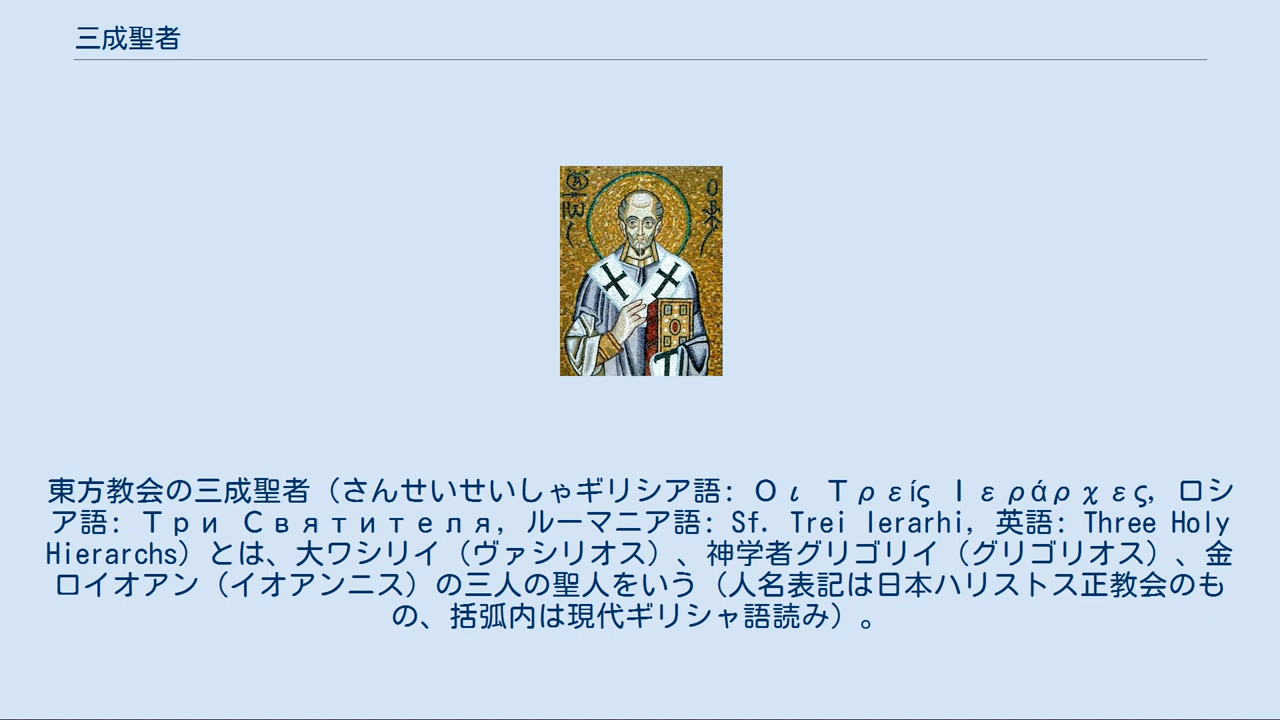 三成聖者
東方教会の三成聖者（さんせいせいしゃギリシア語: Οι Τρείς Ιεράρχες, ロシ
ア語: Три Святителя, ルーマニア語: Sf. Trei Ierarhi, 英語: Three Holy
Hierarchs）とは、大ワシリイ（ヴァシリオス）、神学者グリゴリイ（グリゴリオス）、金
ロイオアン（イオアンニス）の三人の聖人をいう（人名表記は日本ハリストス正教会のも
の、括弧内は現代ギリシャ語読み）。